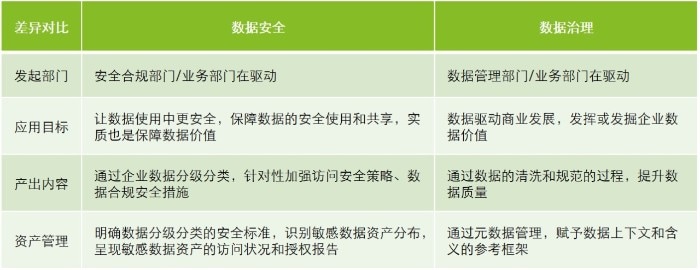 差异对比 数据安全 数据治理
发起部门 安全合规部门/业务部门在驱动 数据管理部门/业务部门在驱动
应用目标
让数据使用中更安全，保障数据的安全使用和共享，实
质也是保障数据价值
数据驱动商业发展，发挥或发掘企业数
据价值
产出内容
通过企业数据分级分类，针对性加强访问安全策略、数
据合规安全措施
通过数据的清洗和规范的过程，提升数
据质量
资产管理
明确数据分级分类的安全标准，识别敏感数据资产分布，
呈现敏感数据资产的访问状况和授权报告
通过元数据管理，赋予数据上下文和含
义的参考框架